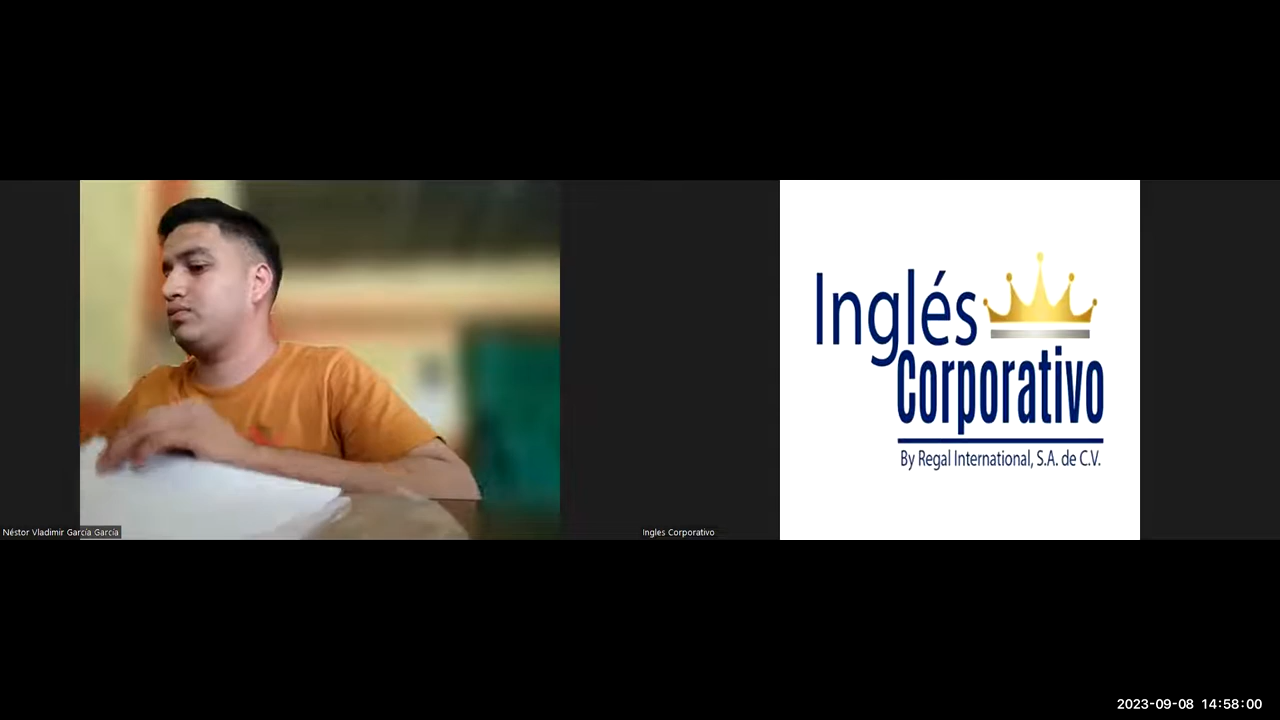 Inglés
Corporativo
By Regal International, S.A. de C.V.
Néstor Vladimir García García
Ingles Corporativo
2023-09-08 14:58:00